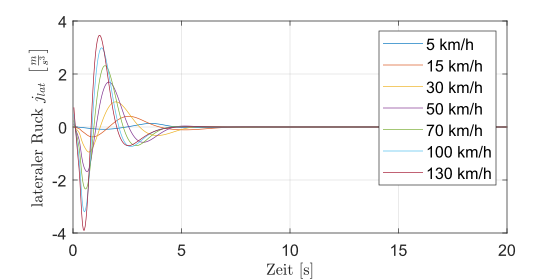 lateraler Ruck j_lat [m/s³]
4
2
0
-2
-4
0
5
10
15
20
Zeit [s]
5 km/h
15 km/h
30 km/h
50 km/h
70 km/h
100 km/h
130 km/h